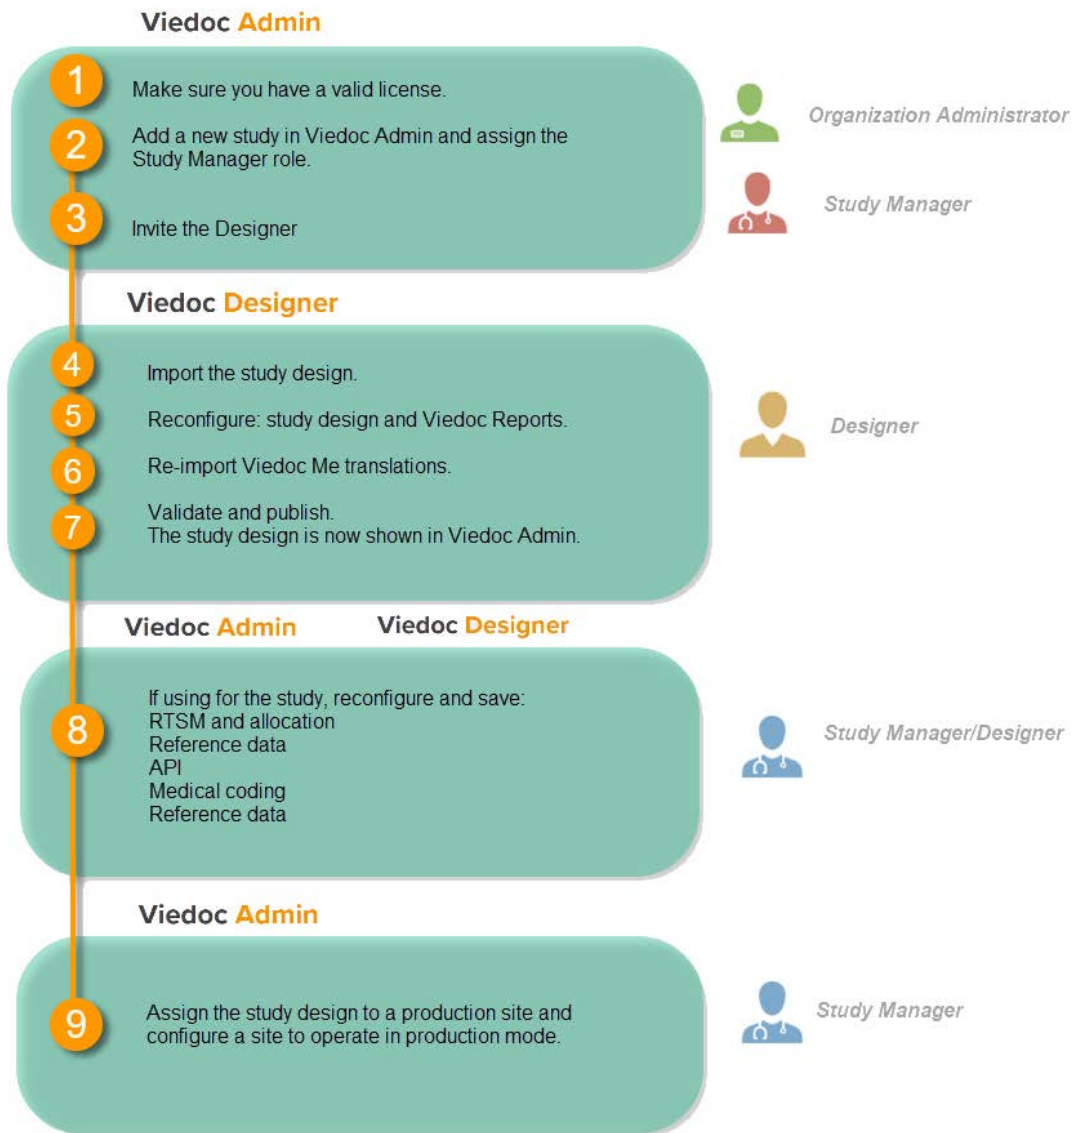 Viedoc Admin
1
Make sure you have a valid license.
2
Add a new study in Viedoc Admin and assign the
Study Manager role.
3
Invite the Designer
Organization Administrator
Study Manager
Viedoc Designer
4
Import the study design.
5
Reconfigure: study design and Viedoc Reports.
6
Re-import Viedoc Me translations.
7
Validate and publish.
The study design is now shown in Viedoc Admin.
Designer
Viedoc Admin
Viedoc Designer
8
If using for the study, reconfigure and save:
RTSM and allocation
Reference data
API
Medical coding
Reference data
Study Manager/Designer
Viedoc Admin
9
Assign the study design to a production site and
configure a site to operate in production mode.
Study Manager